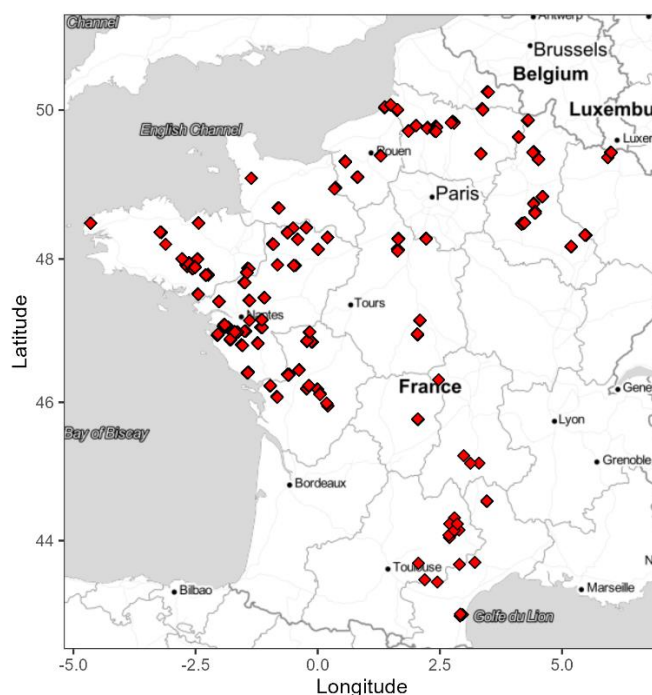 Channel
Antwerp
Brussels
Belgium
50
Luxembu
English Channel
Luxem
Rouen
Paris
Latitude
48
Tours
Nantes
France
46
Gene
Lyon
Bay of Biscay
Grenoble
Bordeaux
44
Toulouse
N
Bilbao
Marseille
Golfe du Lion
-5.0 -2.5 0.0 2.5 5.0
Longitude